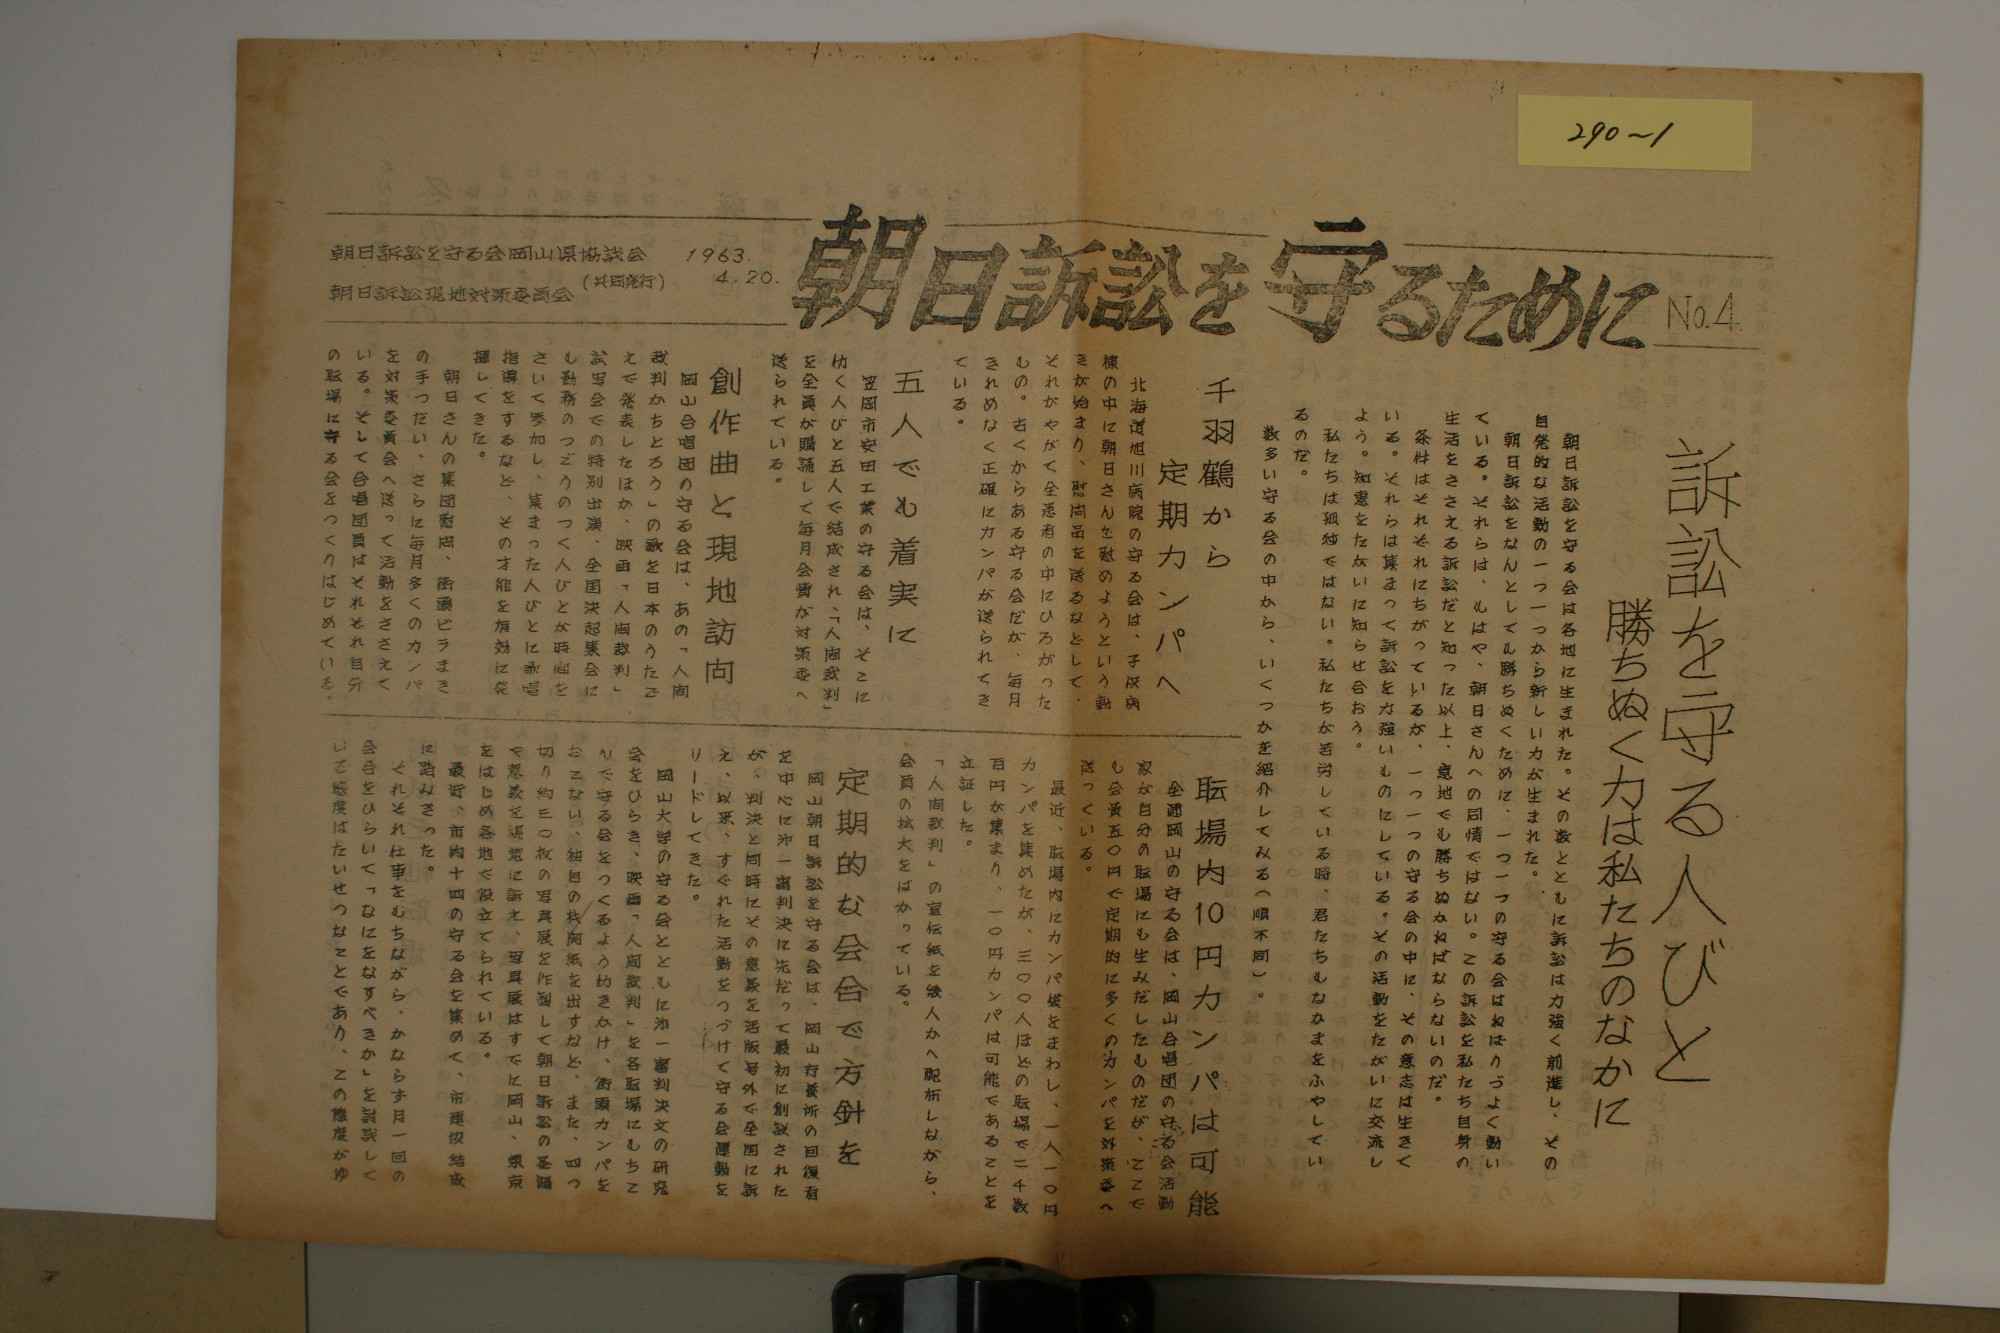 290~1
朝日訴訟を守るために
No.4.
1963.
4.20.
朝日訴訟を守る会岡山県協議会
朝日訴訟現地対策委員会
(共同発行)
訴訟を守る人びと
勝ちぬく力は私たちのなかに
朝日訴訟を守る会は各地に生まれた。その数とともに訴訟は力強く前進し、その
自発的な活動の一つ一つから新しい力が生まれた。
朝日訴訟をなんとしても勝ちぬくために、一つ一つの守る会はねばりづよく動い
ている。それらは、もはや、朝日さんへの同情ではない。この訴訟を私たち自身の
生活をささえる訴訟だと知った以上、意地でも勝ちぬかねばならないのだ。
条件はそれぞれにちがっているが、一つ一つの守る会の中に、その意志は生きて
いる。それらは集まって訴訟を力強いものにしている。その活動をたがいに交流し
よう。知恵をたがいに知らせ合おう。
私たちは孤独ではない。私たちが苦労している時、君たちもなかまをふやしてい
るのだ。
数多い守る会の中から、いくつかを紹介してみる(順不同)。
千羽鶴から
定期カンパへ
北海道旭川病院の守る会は、子供病
棟の中に朝日さんを慰めようという動
きが始まり、慰問品を送るなどして、
それがやがて全患者の中にひろがった
もの。古くからある守る会だが、毎月
きれめなく正確にカンパが送られてき
ている。
五人でも着実に
笠岡市安田工業の守る会は、そこに
仂く人びと五人で結成され、「人間裁判」
を全員が購読して毎月会費が対策委へ
送られている。
創作曲と現地訪問
岡山合唱団の守る会は、あの「人間
裁判かちとろう」の歌を日本のうたご
えで発表したほか、映画「人間裁判」
試写会での特別出演、全国決起集会に
も勤務のつごうのつく人びとが時間を
さいて参加し、集まった人びとに歌唱
指導をするなど、その才能を有効に発
揮してきた。
朝日さんの集団慰問、街頭ビラまき
の手つだい、さらに毎月多くのカンパ
を対策委員会へ送って活動をささえて
いる。そして合唱団員はそれぞれ自分
の職場に守る会をつくりはじめている。
職場内10円カンパは可能
全逓岡山の守る会は、岡山合唱団の守る会活動
家が自分の職場にも生みだしたものだが、ここで
も会費五〇円で定期的に多くのカンパを対策委へ
送っている。
最近、職場内にカンパ袋をまわし、一人一〇円
カンパを集めたが、三〇〇人ほどの職場で二千数
百円が集まり、一〇円カンパは可能であることを
立証した。
「人間裁判」の宣伝紙を幾人かへ配布しながら、
会員の拡大をはかっている。
定期的な会合で方針を
岡山朝日訴訟を守る会は、岡山療養所の回復者
を中心に第一審判決に先だって最初に創設された
が、判決と同時にその意義を活版号外で全国に訴
え、以来、すぐれた活動をつづけて守る会運動を
リードしてきた。
岡山大学の守る会とともに第一審判決文の研究
会をひらき、映画「人間裁判」を各職場にもちこ
んで守る会をつくるよう仂きかけ、街頭カンパを
おこない、独自の機関紙を出すなど、また、四つ
切り約三〇枚の写真展を作製して朝日訴訟の基調
や意義を適宜に訴え、写真展はすでに岡山、東京
をはじめ各地で役立てられている。
最近、市内十四の守る会を集めて、市連協結成
に踏みきった。
それぞれ仕事をもちながら、かならず月一回の
会合をひらいて「なにをなすべきか」を討議して
いる態度はたいせつなことであり、この態度がゆ